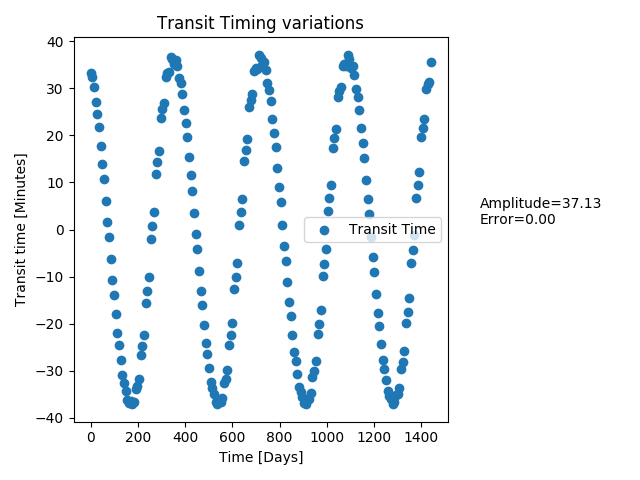 Transit Timing variations
Transit time [Minutes]
40
30
20
10
0
−10
−20
−30
−40
Transit Time
Amplitude=37.13
Error=0.00
0 200 400 600 800 1000 1200 1400
Time [Days]